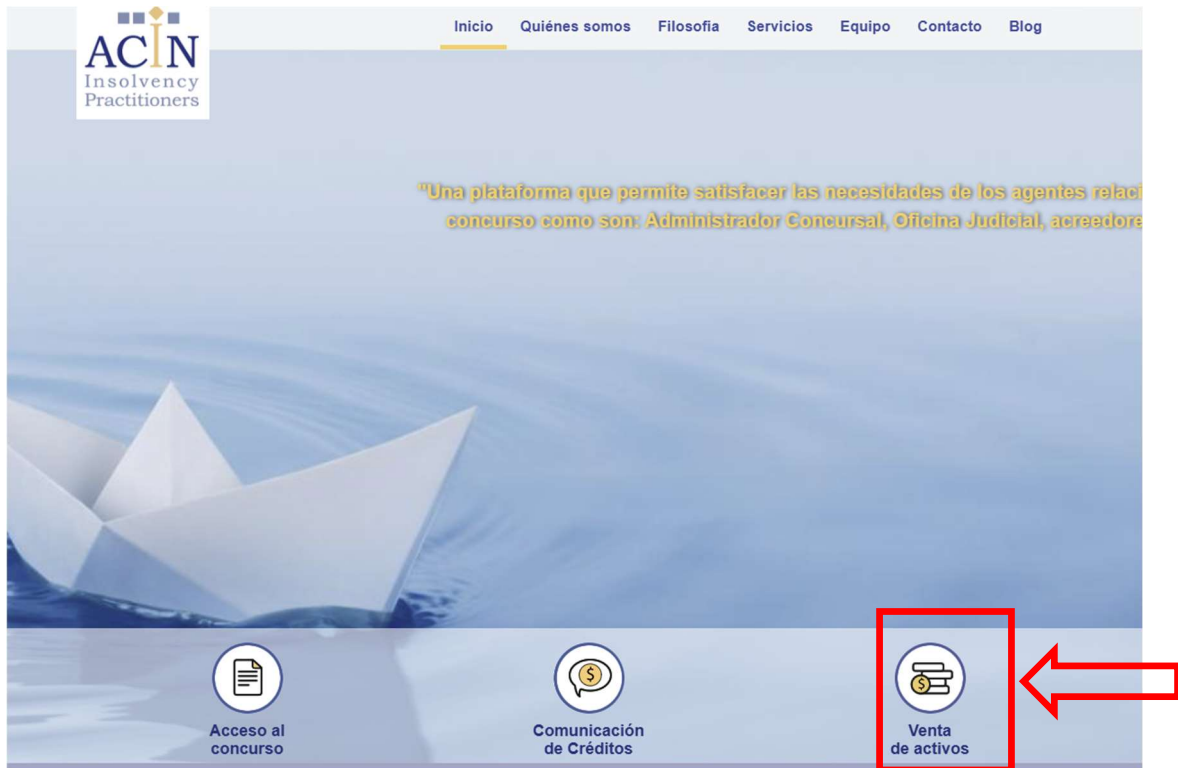 ACIN
Insolvency
Practitioners
Inicio Quiénes somos Filosofia Servicios Equipo Contacto Blog
"Una plataforma que permite satisfacer las necesidades de los agentes relaci
concurso como son: Administrador Concursal, Oficina Judicial, acreedore
Acceso al
concurso
Comunicación
de Créditos
Venta
de activos